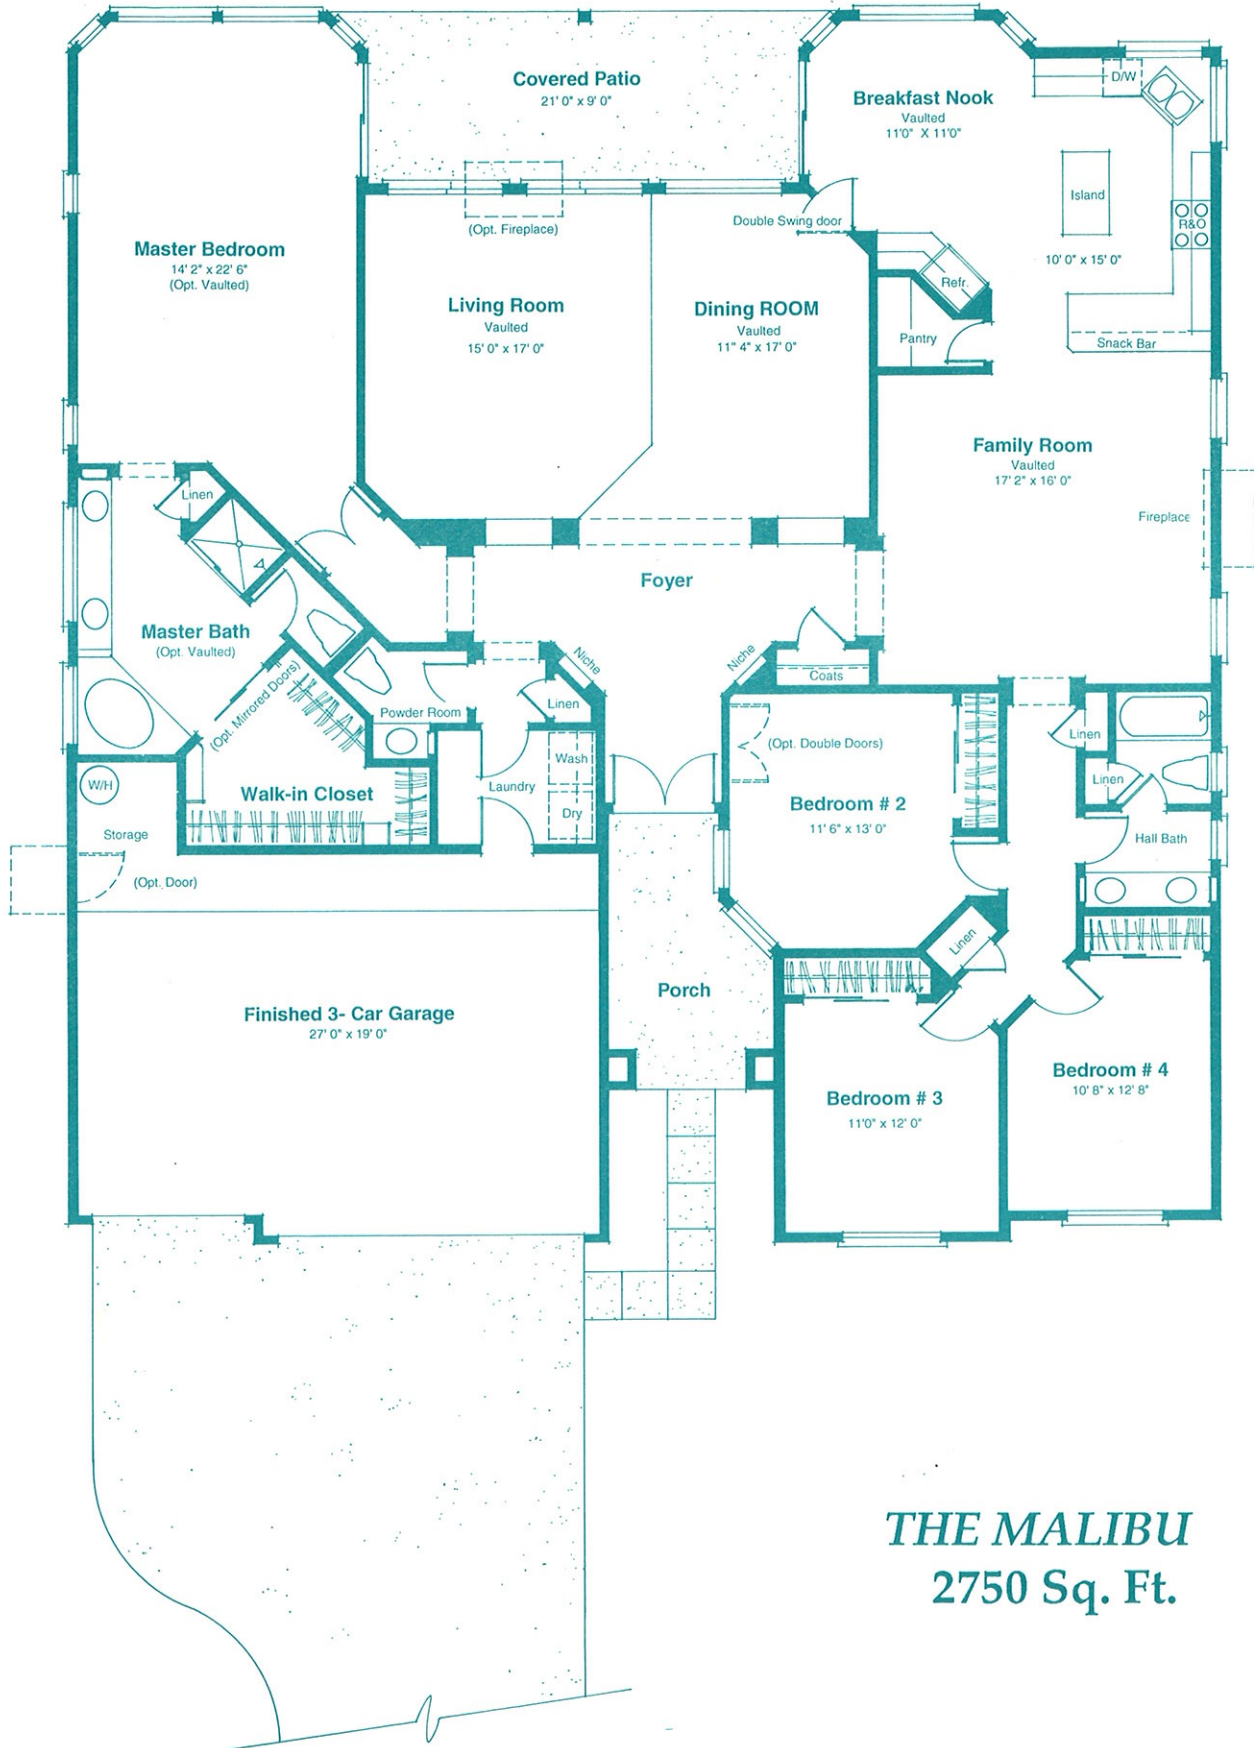 Covered Patio
21' 0" x 9' 0"
Breakfast Nook
Vaulted
11'0" X 11'0"
D/W
Island
R&O
10' 0" x 15' 0"
Double Swing door
Refr.
Pantry
Snack Bar
(Opt. Fireplace)
Master Bedroom
14' 2" x 22' 6"
(Opt. Vaulted)
Living Room
Vaulted
15' 0" x 17' 0"
Dining ROOM
Vaulted
11" 4" x 17' 0"
Family Room
Vaulted
17' 2" x 16' 0"
Fireplace
Linen
Foyer
Master Bath
(Opt. Vaulted)
(Opt. Mirrored Doors)
Niche
Niche
Coats
Powder Room
Linen
(Opt. Double Doors)
Linen
W/H
Walk-in Closet
Laundry
Wash
Dry
Bedroom # 2
11' 6" x 13' 0"
Linen
Storage
Hall Bath
(Opt. Door)
Linen
Porch
Finished 3- Car Garage
27' 0" x 19' 0"
Bedroom # 3
11'0" x 12' 0"
Bedroom # 4
10' 8" x 12' 8"
THE MALIBU
2750 Sq. Ft.